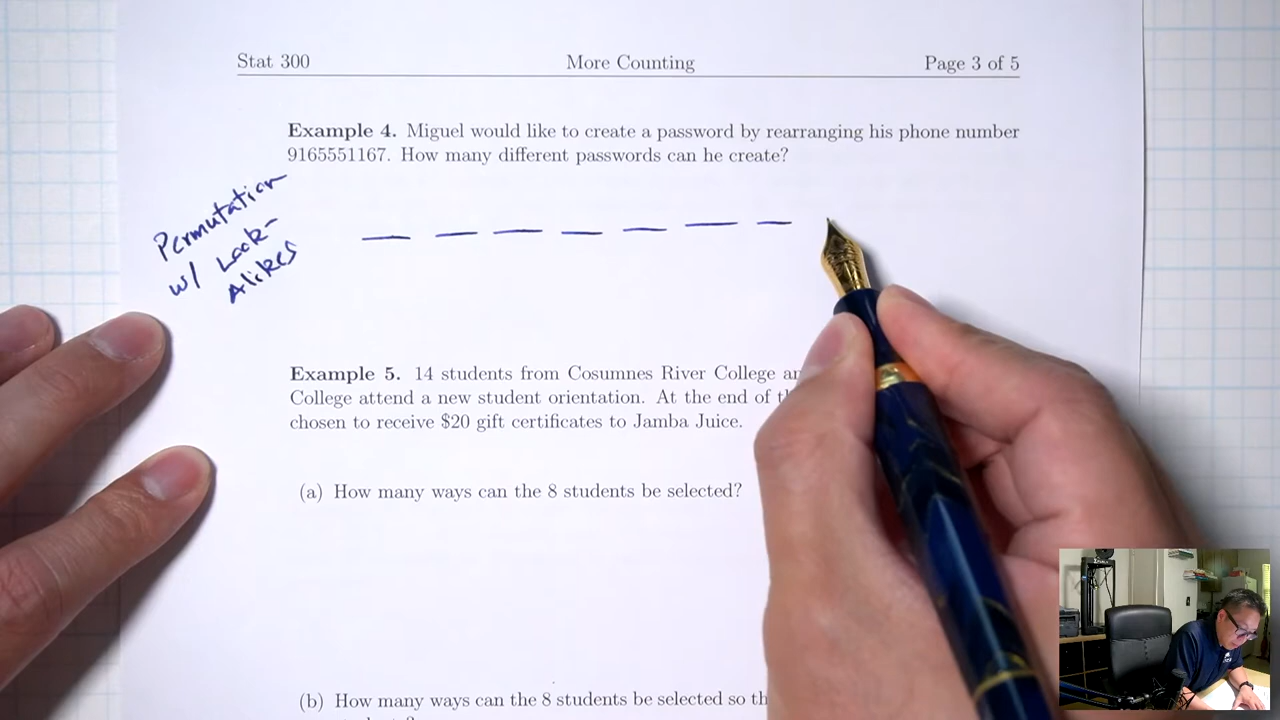 Stat 300 More Counting Page 3 of 5
Example 4. Miguel would like to create a password by rearranging his phone number
9165551167. How many different passwords can he create?
Permutation
w/ Look-
Alikes
Example 5. 14 students from Cosumnes River College
College attend a new student orientation. At the end of
chosen to receive $20 gift certificates to Jamba Juice.
(a) How many ways can the 8 students be selected?
(b) How many ways can the 8 students be selected so